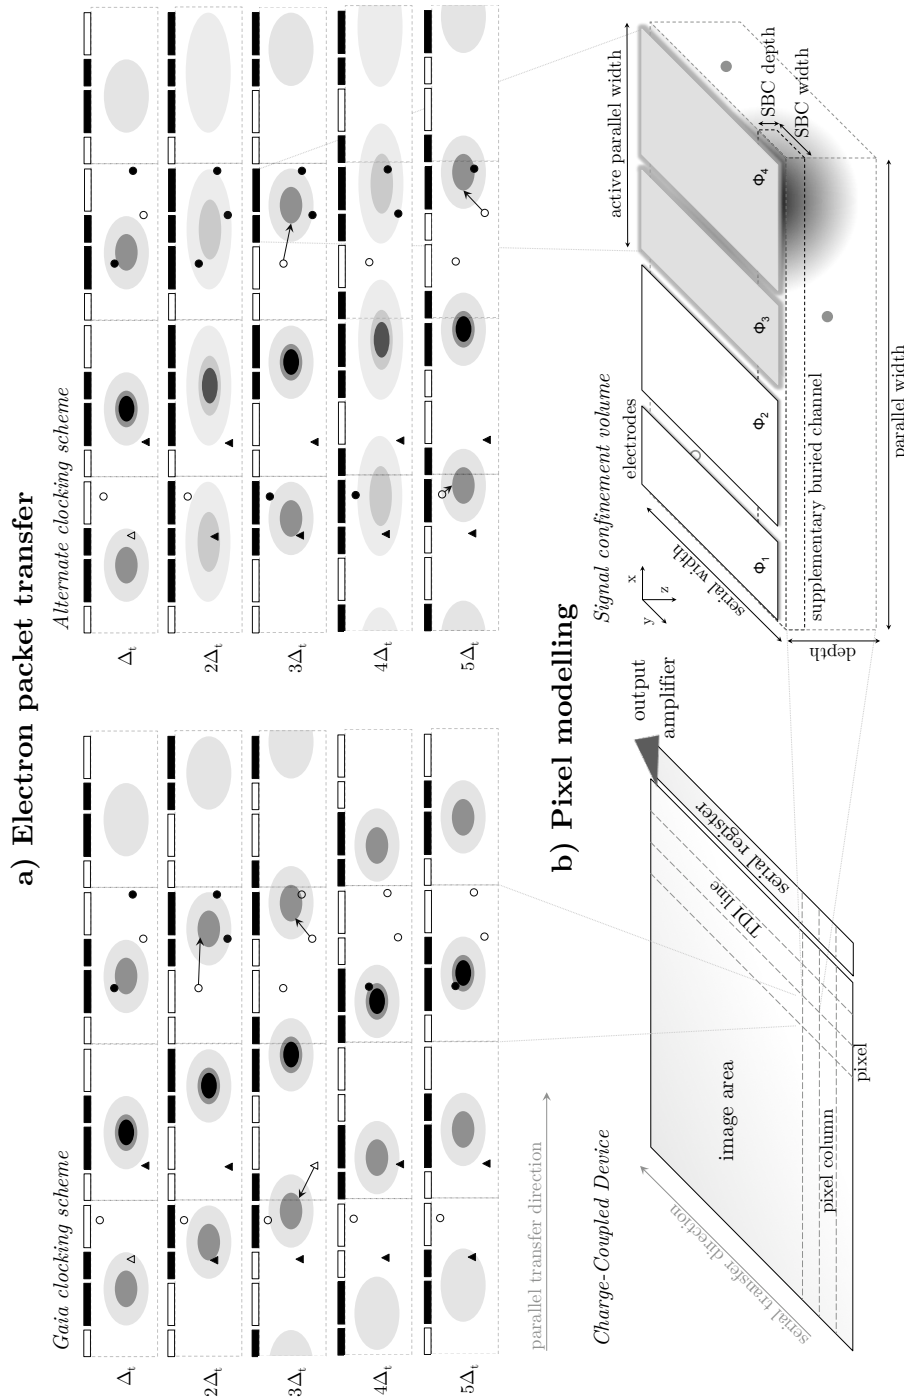 a) Electron packet transfer
Gaia clocking scheme
Δt
2Δt
3Δt
4Δt
5Δt
parallel transfer direction
Alternate clocking scheme
Δt
2Δt
3Δt
4Δt
5Δt
b) Pixel modelling
Charge-Coupled Device
serial transfer direction
image area
pixel column
pixel
TDI line
serial register
output
amplifier
Signal confinement volume
y
x
z
serial width
electrodes
active parallel width
SBC depth
SBC width
Φ1
Φ2
Φ3
Φ4
supplementary buried channel
depth
parallel width